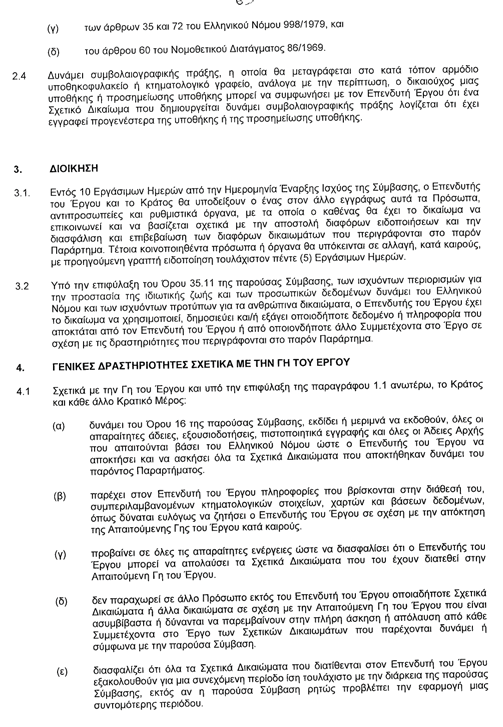 (γ) των άρθρων 35 και 72 του Ελληνικού Νόμου 998/1979, και
(δ) του άρθρου 60 του Νομοθετικού Διατάγματος 86/1969.
2.4 Δυνάμει συμβολαιογραφικής πράξης, η οποία θα μεταγράφεται στο κατά τόπον αρμόδιο
υποθηκοφυλακείο ή κτηματολογικό γραφείο, ανάλογα με την περίπτωση, ο δικαιούχος μιας
υποθήκης ή προσημείωσης υποθήκης μπορεί να συμφωνήσει με τον Επενδυτή Έργου ότι ένα
Σχετικό Δικαίωμα που δημιουργείται δυνάμει συμβολαιογραφικής πράξης λογίζεται ότι έχει
εγγραφεί προγενέστερα της υποθήκης ή της προσημείωσης υποθήκης.
3. ΔΙΟΙΚΗΣΗ
3.1. Εντός 10 Εργάσιμων Ημερών από την Ημερομηνία Έναρξης Ισχύος της Σύμβασης, ο Επενδυτής
του Έργου και το Κράτος θα υποδείξουν ο ένας στον άλλο εγγράφως αυτά τα Πρόσωπα,
αντιπροσωπείες και ρυθμιστικά όργανα, με τα οποία ο καθένας θα έχει το δικαίωμα να
επικοινωνεί και να βασίζεται σχετικά με την αποστολή διαφόρων ειδοποιήσεων και την
διασφάλιση και επιβεβαίωση των διαφόρων δικαιωμάτων που περιγράφονται στο παρόν
Παράρτημα. Τέτοια κοινοποιηθέντα πρόσωπα ή όργανα θα υπόκεινται σε αλλαγή, κατά καιρούς,
με προηγούμενη γραπτή ειδοποίηση τουλάχιστον πέντε (5) Εργάσιμων Ημερών.
3.2 Υπό την επιφύλαξη του Όρου 35.11 της παρούσας Σύμβασης, των ισχυόντων περιορισμών για
την προστασία της ιδιωτικής ζωής και των προσωπικών δεδομένων δυνάμει του Ελληνικού
Νόμου και των ισχυόντων προτύπων για τα ανθρώπινα δικαιώματα, ο Επενδυτής του Έργου έχει
το δικαίωμα να χρησιμοποιεί, δημοσιεύει και/ή εξάγει οποιοδήποτε δεδομένο ή πληροφορία που
αποκτάται από τον Επενδυτή του Έργου ή από οποιονδήποτε άλλο Συμμετέχοντα στο Έργο σε
σχέση με τις δραστηριότητες που περιγράφονται στο παρόν Παράρτημα.
4. ΓΕΝΙΚΕΣ ΔΡΑΣΤΗΡΙΟΤΗΤΕΣ ΣΧΕΤΙΚΑ ΜΕ ΤΗΝ ΓΗ ΤΟΥ ΕΡΓΟΥ
4.1 Σχετικά με την Γη του Έργου και υπό την επιφύλαξη της παραγράφου 1.1 ανωτέρω, το Κράτος
και κάθε άλλο Κρατικό Μέρος:
(α) δυνάμει του Όρου 16 της παρούσας Σύμβασης, εκδίδει ή μεριμνά να εκδοθούν, όλες οι
απαραίτητες άδειες, εξουσιοδοτήσεις, πιστοποιητικά εγγραφής και όλες οι Άδειες Αρχής
που απαιτούνται βάσει του Ελληνικού Νόμου ώστε ο Επενδυτής του Έργου να
αποκτήσει και να ασκήσει όλα τα Σχετικά Δικαιώματα που αποκτήθηκαν δυνάμει του
παρόντος Παραρτήματος.
(β) παρέχει στον Επενδυτή του Έργου πληροφορίες που βρίσκονται στην διάθεσή του,
συμπεριλαμβανομένων κτηματολογικών στοιχείων, χαρτών και βάσεων δεδομένων,
όπως δύναται ευλόγως να ζητήσει ο Επενδυτής του Έργου σε σχέση με την απόκτηση
της Απαιτούμενης Γης του Έργου κατά καιρούς.
(γ) προβαίνει σε όλες τις απαραίτητες ενέργειες ώστε να διασφαλίσει ότι ο Επενδυτής του
Έργου μπορεί να απολαύσει τα Σχετικά Δικαιώματα που του έχουν διατεθεί στην
Απαιτούμενη Γη του Έργου.
(δ) δεν παραχωρεί σε άλλο Πρόσωπο εκτός του Επενδυτή του Έργου οποιαδήποτε Σχετικά
Δικαιώματα ή άλλα δικαιώματα σε σχέση με την Απαιτούμενη Γη του Έργου που είναι
ασυμβίβαστα ή δύνανται να παρεμβαίνουν στην πλήρη άσκηση ή απόλαυση από κάθε
Συμμετέχοντα στο Έργο των Σχετικών Δικαιωμάτων που παρέχονται δυνάμει ή
σύμφωνα με την παρούσα Σύμβαση.
(ε) διασφαλίζει ότι όλα τα Σχετικά Δικαιώματα που διατίθενται στον Επενδυτή του Έργου
εξακολουθούν για μια συνεχόμενη περίοδο ίση τουλάχιστο με την διάρκεια της παρούσας
Σύμβασης, εκτός αν η παρούσα Σύμβαση ρητώς προβλέπει την εφαρμογή μιας
συντομότερης περιόδου.